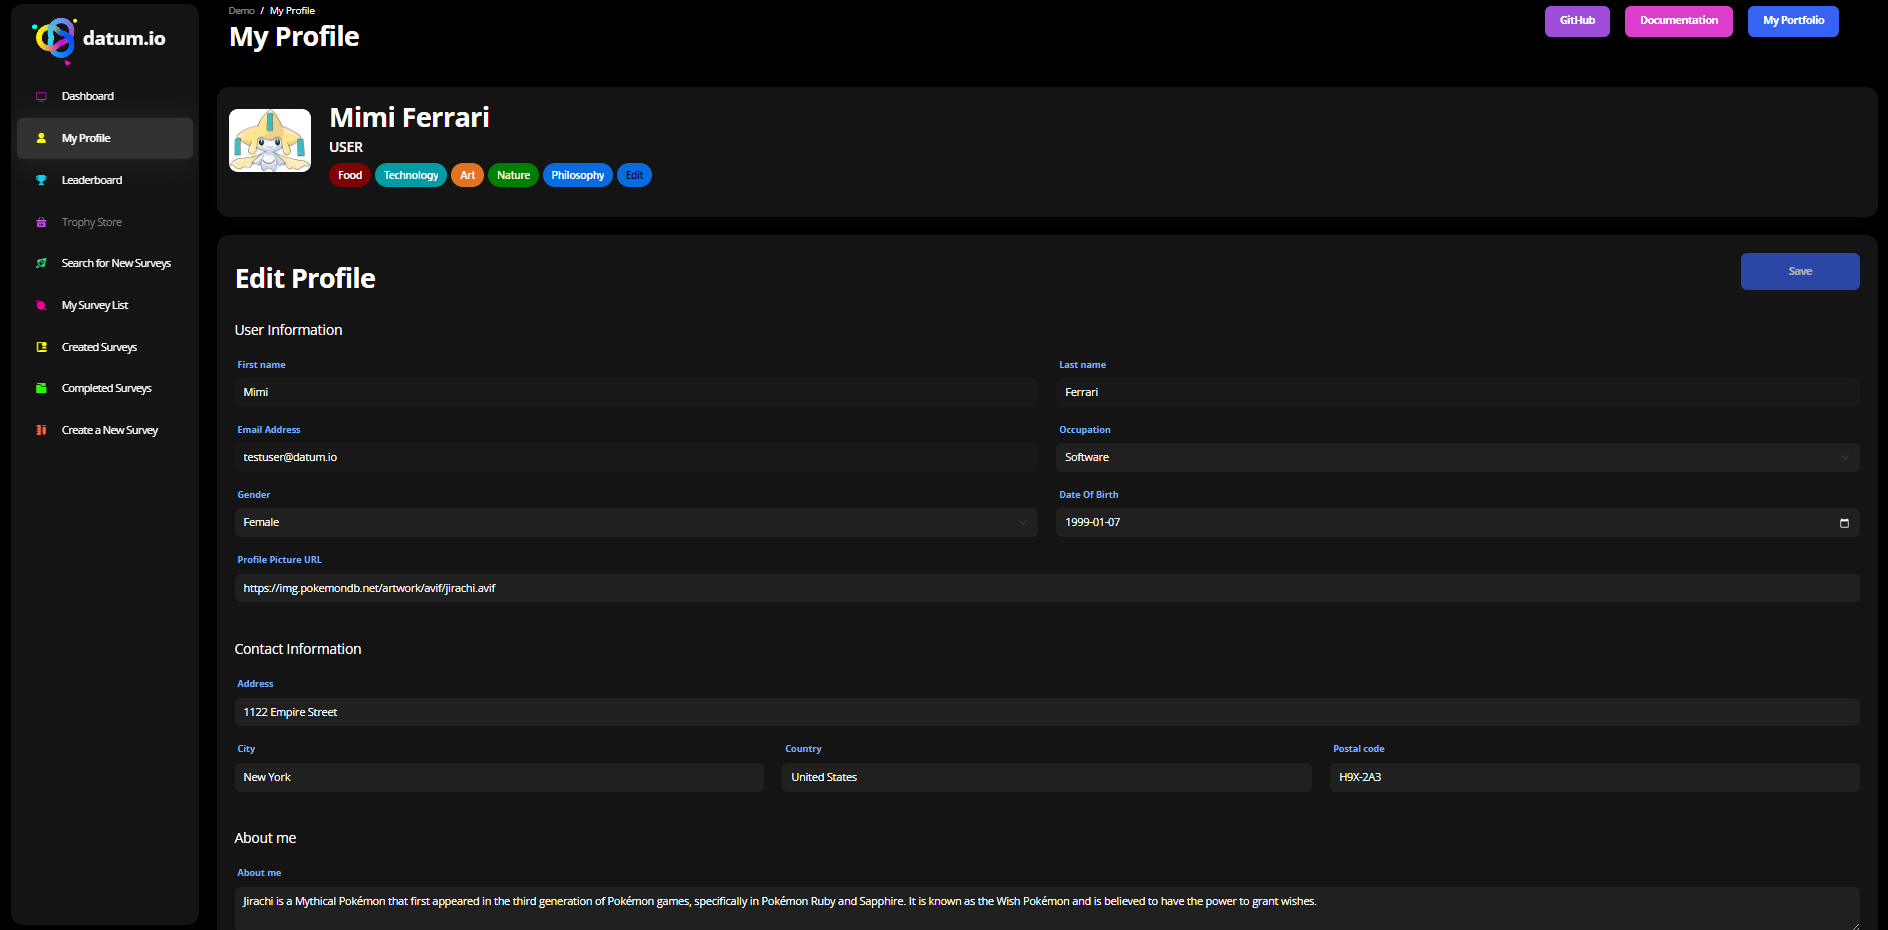 datum.io
Dashboard
My Profile
Leaderboard
Trophy Store
Search for New Surveys
My Survey List
Created Surveys
Completed Surveys
Create a New Survey
Demo / My Profile
My Profile
GitHub
Documentation
My Portfolio
Mimi Ferrari
USER
Food Technology Art Nature Philosophy Edit
Edit Profile
Save
User Information
First name
Mimi
Last name
Ferrari
Email Address
testuser@datum.io
Occupation
Software
Gender
Female
Date Of Birth
1999-01-07
Profile Picture URL
https://img.pokemondb.net/artwork/avif/jirachi.avif
Contact Information
Address
1122 Empire Street
City
New York
Country
United States
Postal code
H9X-2A3
About me
About me
Jirachi is a Mythical Pokémon that first appeared in the third generation of Pokémon games, specifically in Pokémon Ruby and Sapphire. It is known as the Wish Pokémon and is believed to have the power to grant wishes.